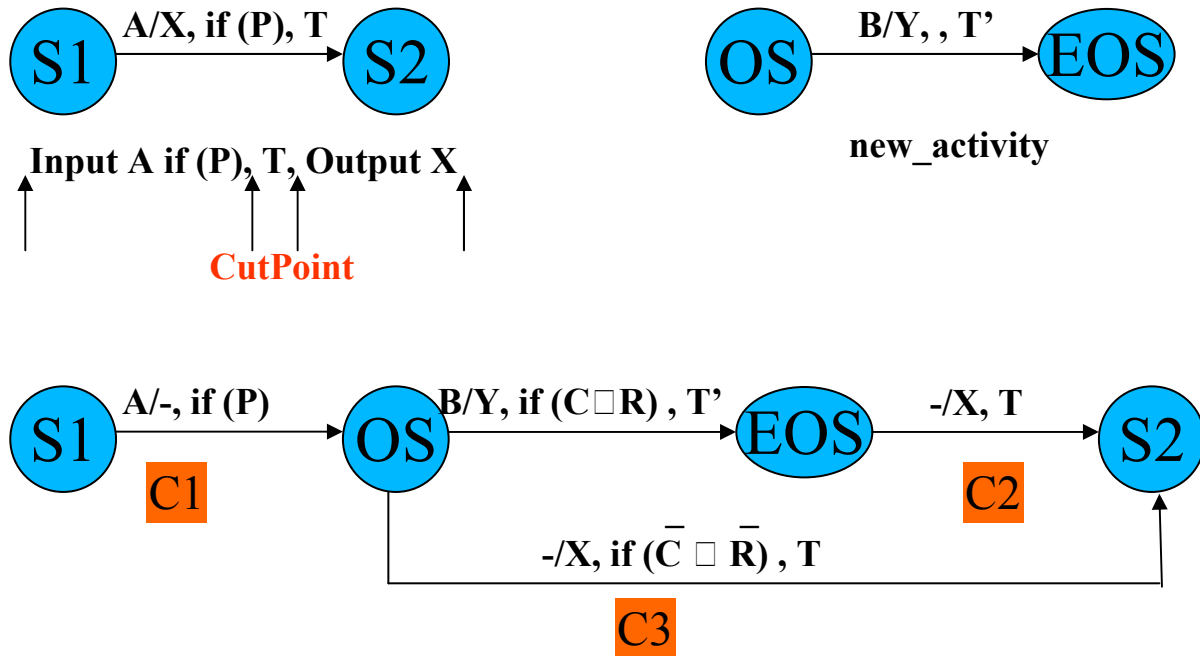 A/X, if (P), T
S1
S2
B/Y, , T’
OS
EOS
Input A if (P), T, Output X
new_activity
CutPoint
A/-, if (P)
B/Y, if (C□R) , T’
-/X, T
S1
OS
EOS
S2
C1
C2
-/X, if (C̅ □ R̅) , T
C3